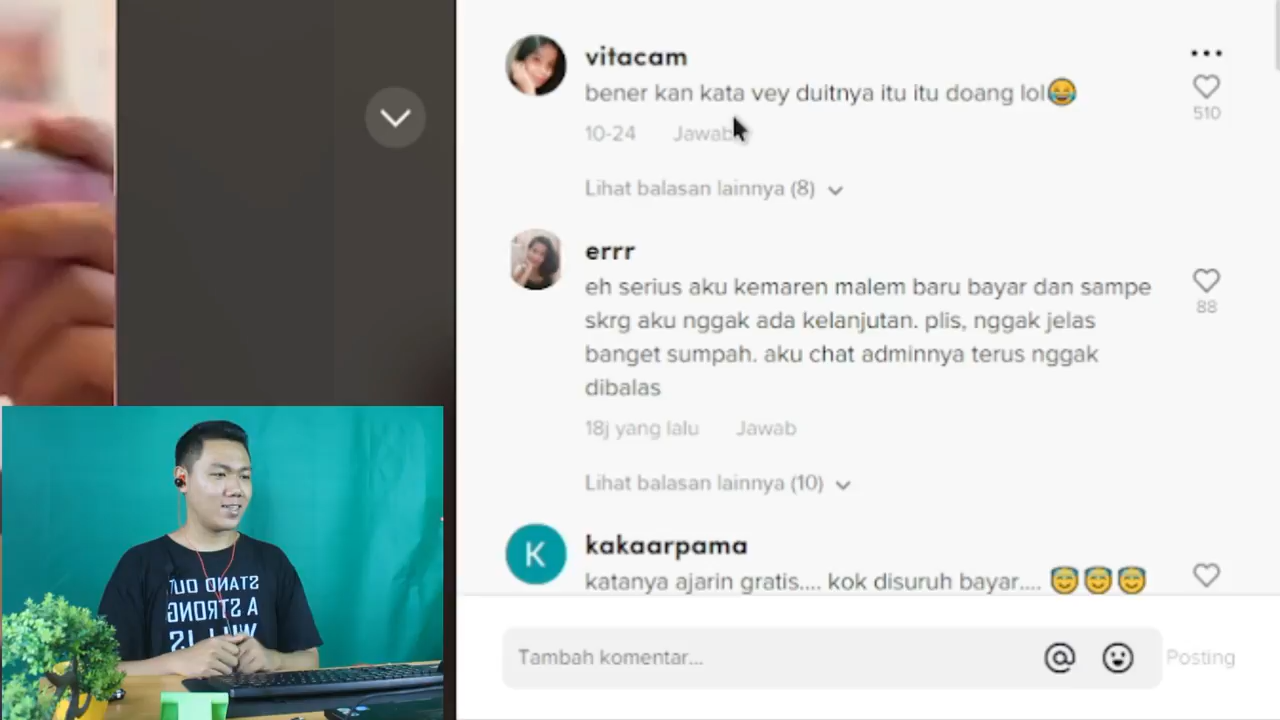 vitacam
bener kan kata vey duitnya itu itu doang lol😂
10-24 Jawab
510
Lihat balasan lainnya (8)
errr
eh serius aku kemaren malem baru bayar dan sampe
skrg aku nggak ada kelanjutan. plis, nggak jelas
banget sumpah. aku chat adminnya terus nggak
dibalas
88
18j yang lalu Jawab
Lihat balasan lainnya (10)
K
kakaarpama
katanya ajarin gratis.... kok disuruh bayar.... 😇😇😇
Tambah komentar... @ Posting
STAND OUT
A STRONG